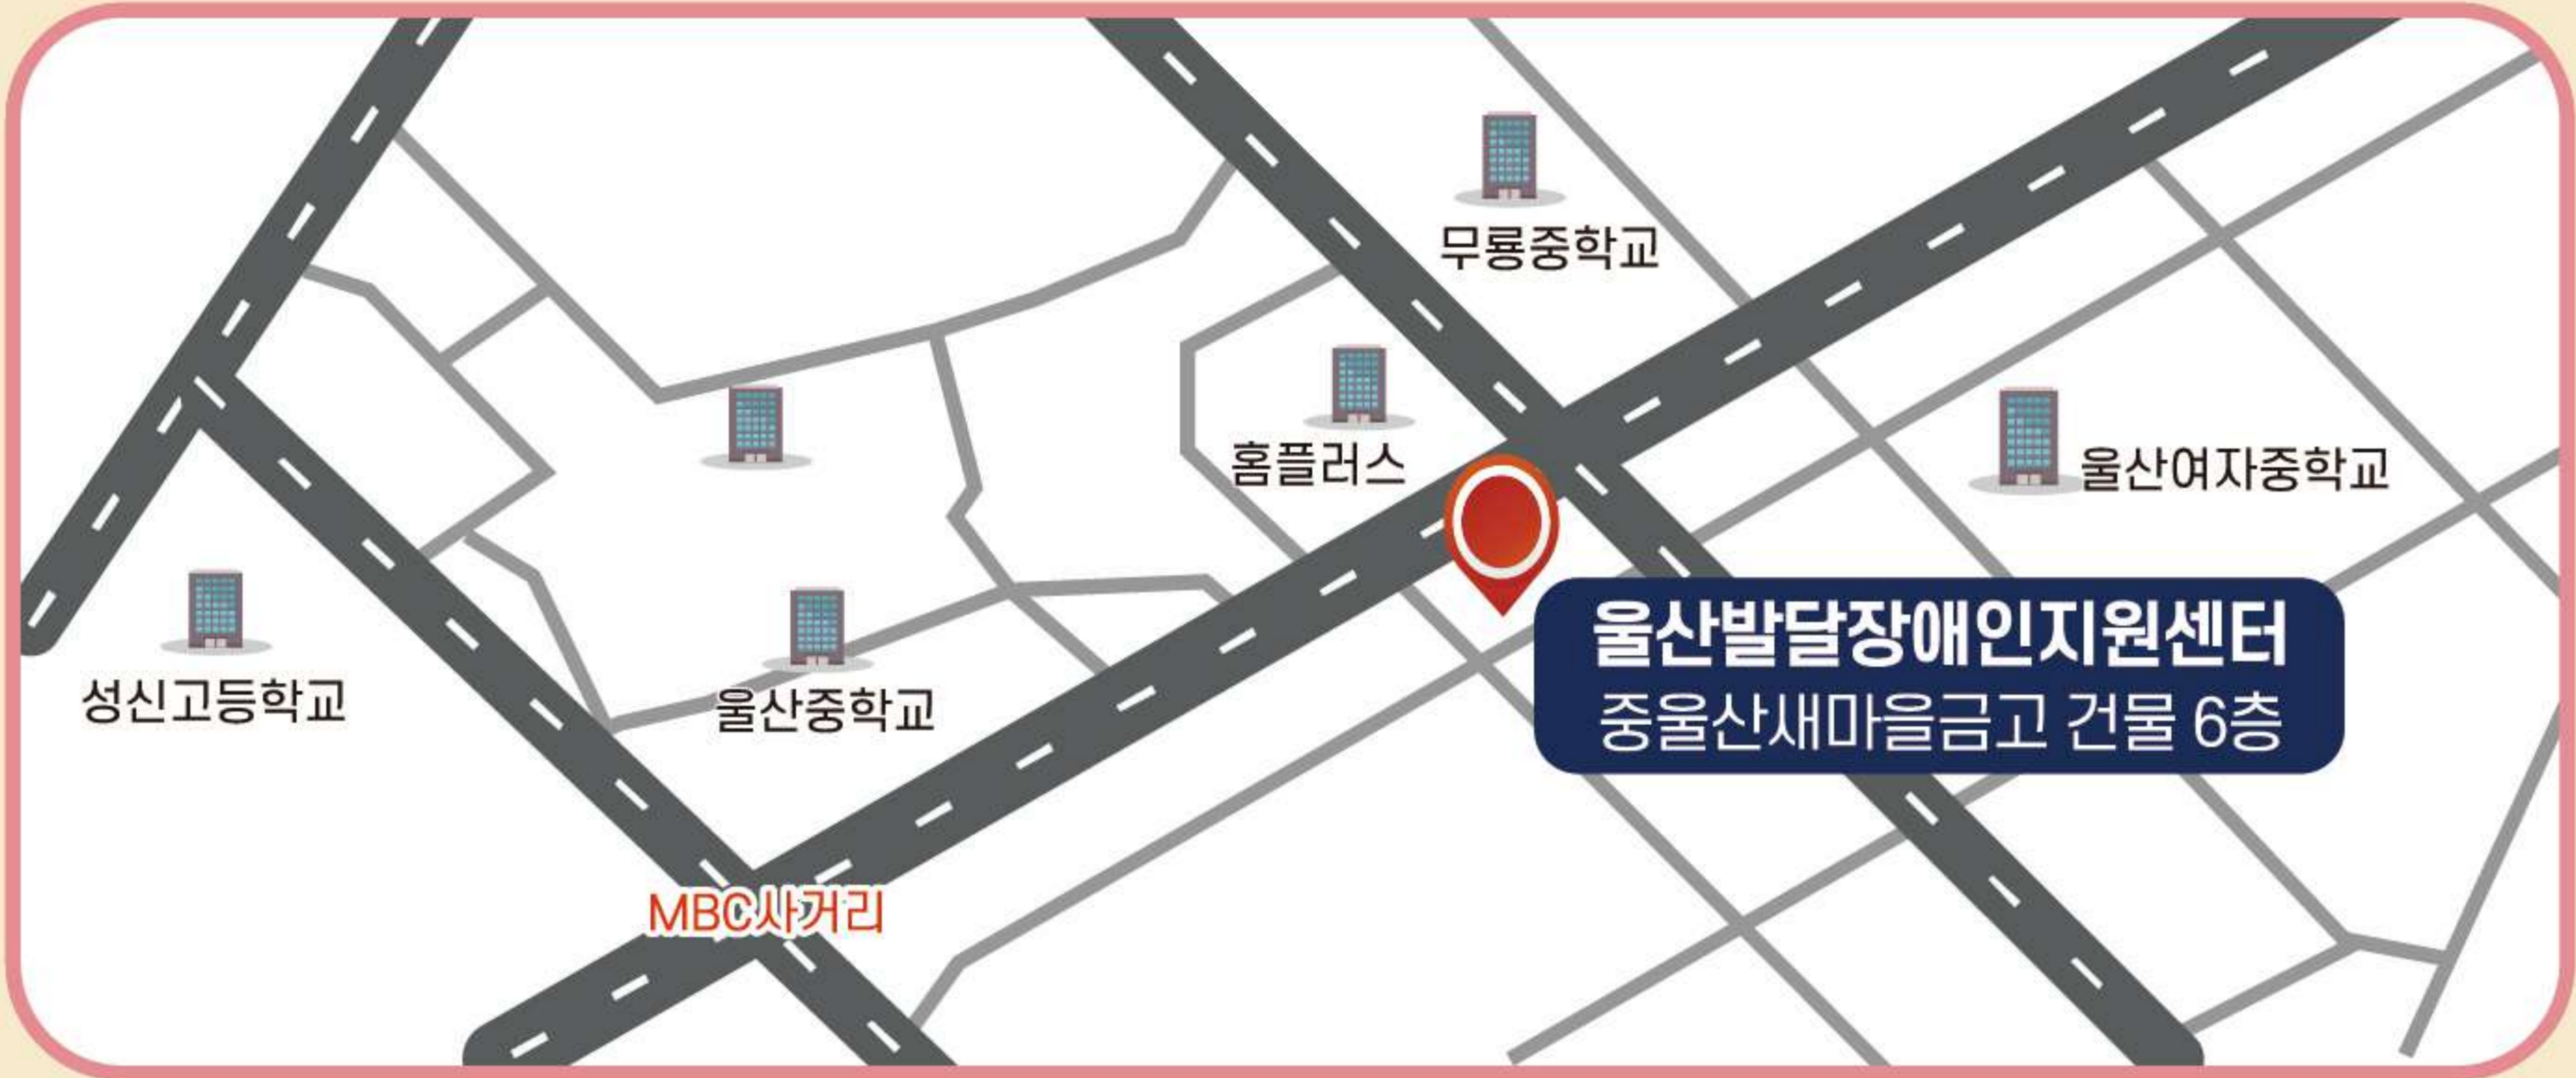 무룡중학교
홈플러스
울산여자중학교
울산발달장애인지원센터
중울산새마을금고 건물 6층
성신고등학교
울산중학교
MBC사거리